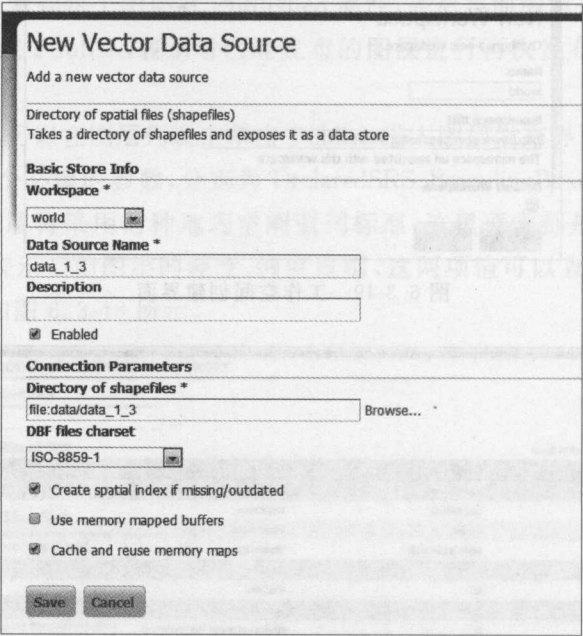 New Vector Data Source
Add a new vector data source
Directory of spatial files (shapefiles)
Takes a directory of shapefiles and exposes it as a data store
Basic Store Info
Workspace *
world
Data Source Name *
data_1_3
Description
Enabled
Connection Parameters
Directory of shapefiles *
file:data/data_1_3 Browse...
DBF files charset
ISO-8859-1
Create spatial index if missing/outdated
Use memory mapped buffers
Cache and reuse memory maps
Save Cancel